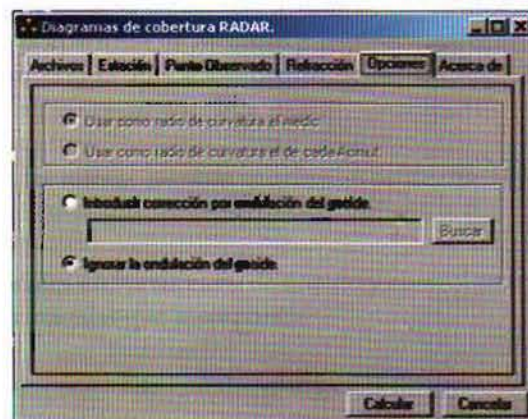 Diagramas de cobertura RADAR.
Archivos Estación Punto Observado Refracción Opciones Acerca de
Usar como radio de curvatura el medio
Usar como radio de curvatura el de cada Acimut
Introducir corrección por ondulación del geoide.
Buscar
Ignorar la ondulación del geoide.
Calcular Cancelar